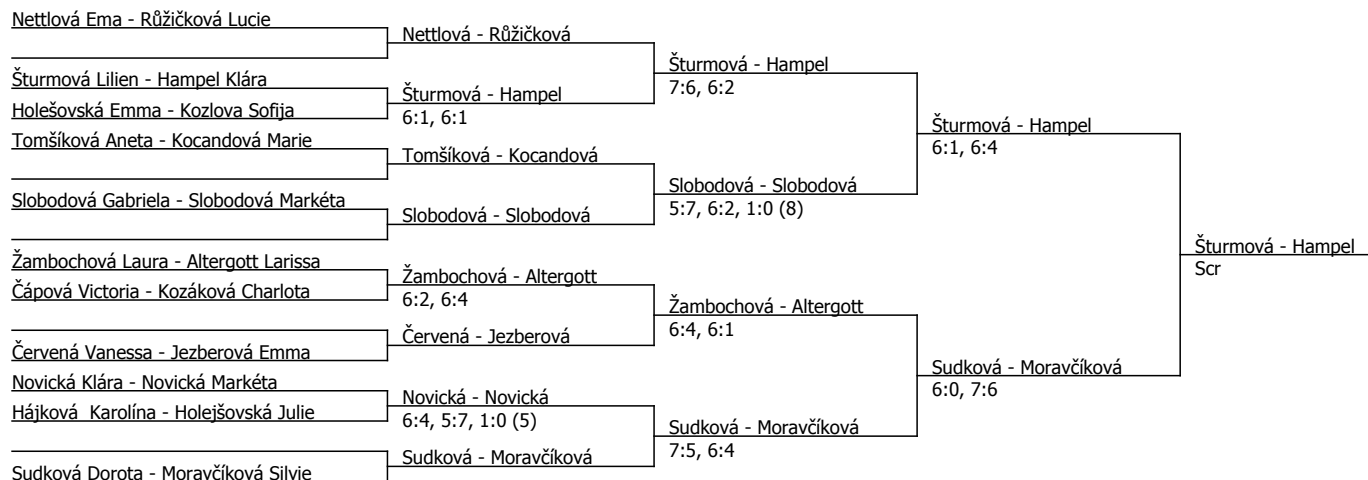 Nettlová Ema - Růžičková Lucie
Šturmová Lilien - Hampel Klára
Holešovská Emma - Kozlova Sofija
Tomšíková Aneta - Kocandová Marie
Slobodová Gabriela - Slobodová Markéta
Žambochová Laura - Altergott Larissa
Čápová Victoria - Kozáková Charlota
Červená Vanessa - Jezberová Emma
Novická Klára - Novická Markéta
Hájková  Karolína - Holejšovská Julie
Sudková Dorota - Moravčíková Silvie
Nettlová - Růžičková
Šturmová - Hampel
6:1, 6:1
Tomšíková - Kocandová
Slobodová - Slobodová
Žambochová - Altergott
6:2, 6:4
Červená - Jezberová
Novická - Novická
6:4, 5:7, 1:0 (5)
Sudková - Moravčíková
Šturmová - Hampel
7:6, 6:2
Slobodová - Slobodová
5:7, 6:2, 1:0 (8)
Žambochová - Altergott
6:4, 6:1
Sudková - Moravčíková
7:5, 6:4
Šturmová - Hampel
6:1, 6:4
Sudková - Moravčíková
6:0, 7:6
Šturmová - Hampel
Scr